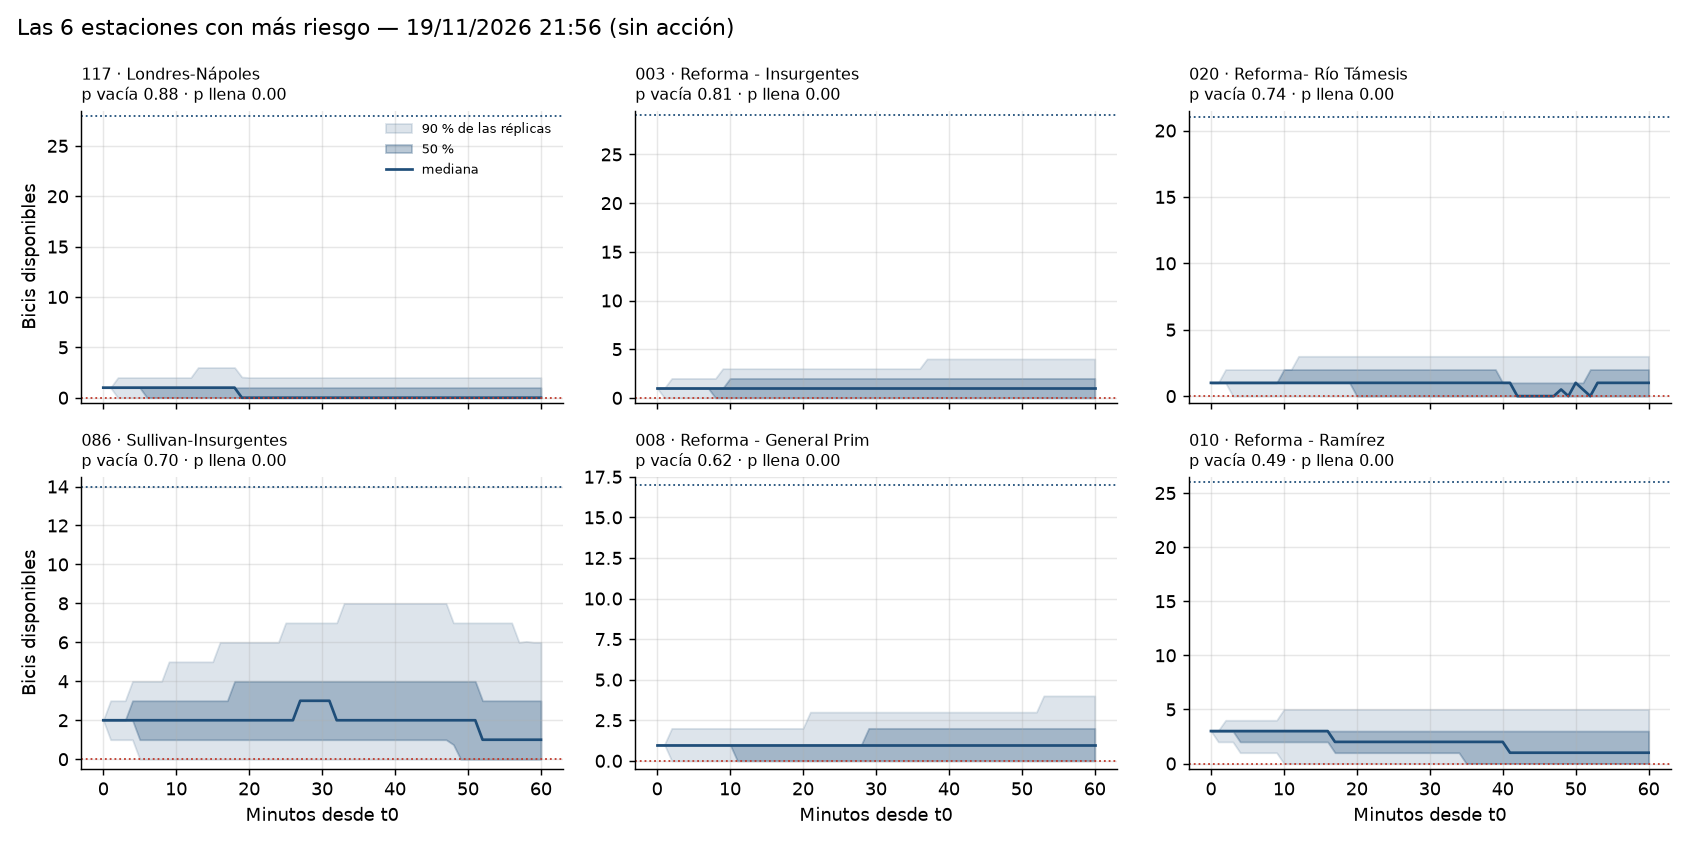 Las 6 estaciones con más riesgo — 19/11/2026 21:56 (sin acción)
117 · Londres-Nápoles
p vacía 0.88 · p llena 0.00
90 % de las réplicas
50 %
mediana
Bicis disponibles
25
20
15
10
5
0
003 · Reforma - Insurgentes
p vacía 0.81 · p llena 0.00
25
20
15
10
5
0
020 · Reforma- Río Támesis
p vacía 0.74 · p llena 0.00
20
15
10
5
0
086 · Sullivan-Insurgentes
p vacía 0.70 · p llena 0.00
Bicis disponibles
14
12
10
8
6
4
2
0
0 10 20 30 40 50 60
Minutos desde t0
008 · Reforma - General Prim
p vacía 0.62 · p llena 0.00
17.5
15.0
12.5
10.0
7.5
5.0
2.5
0.0
0 10 20 30 40 50 60
Minutos desde t0
010 · Reforma - Ramírez
p vacía 0.49 · p llena 0.00
25
20
15
10
5
0
0 10 20 30 40 50 60
Minutos desde t0